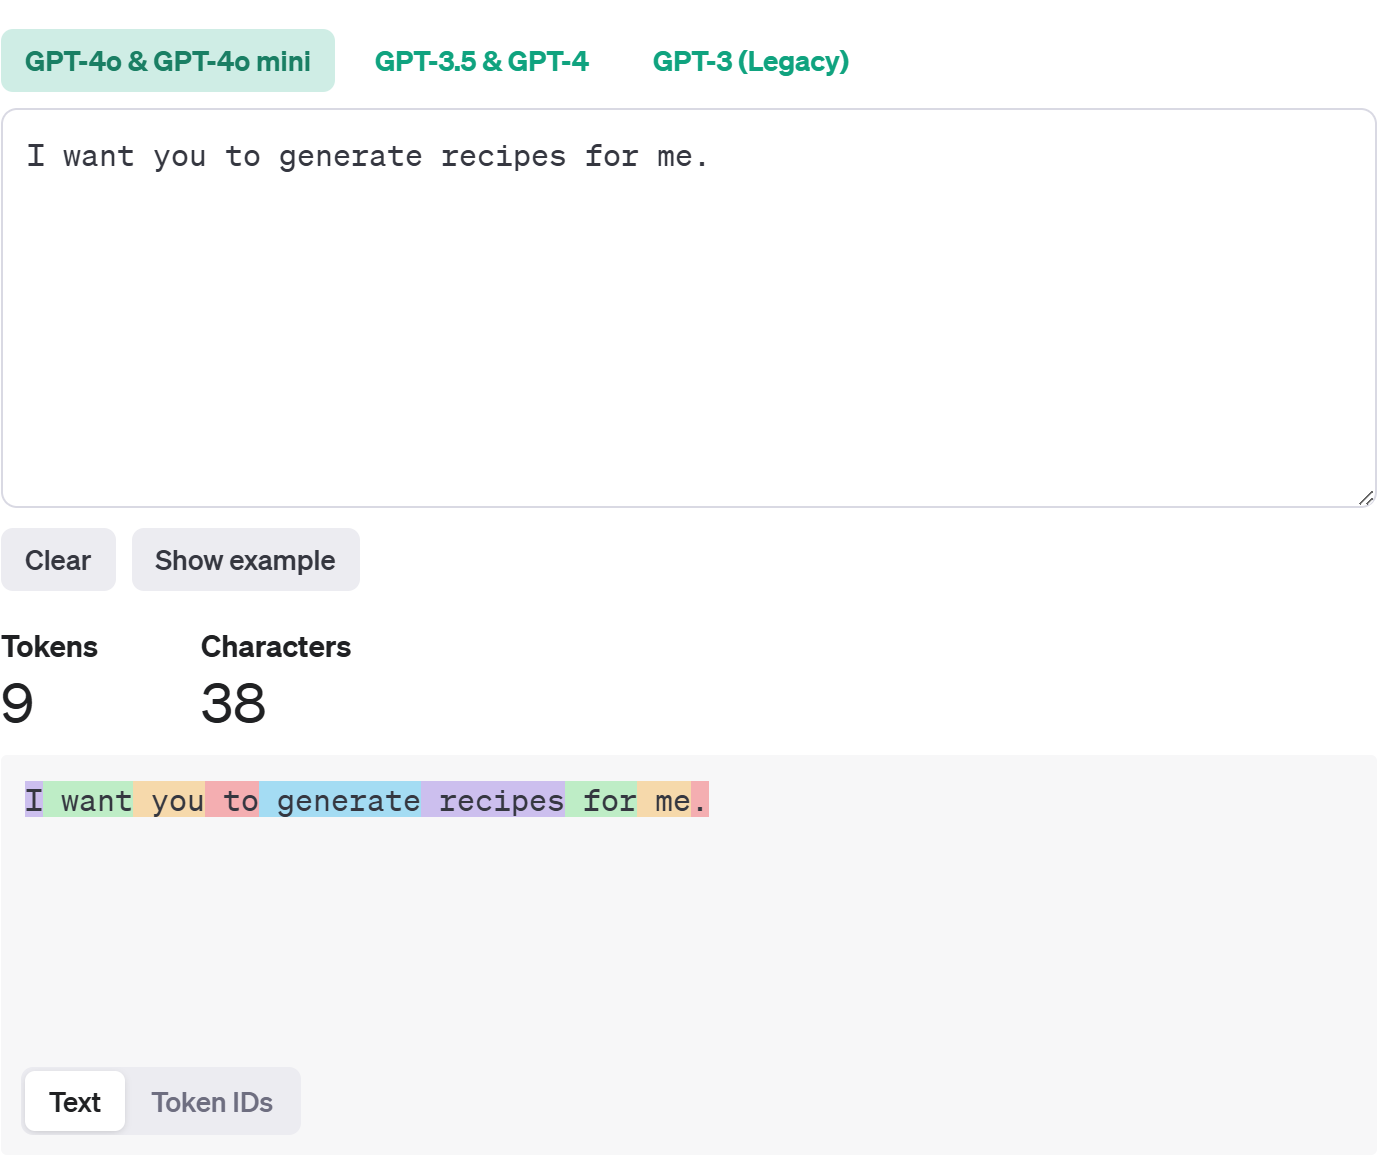 GPT-4o & GPT-4o mini GPT-3.5 & GPT-4 GPT-3 (Legacy)
I want you to generate recipes for me.
Clear Show example
Tokens Characters
9 38
I want you to generate recipes for me.
Text Token IDs